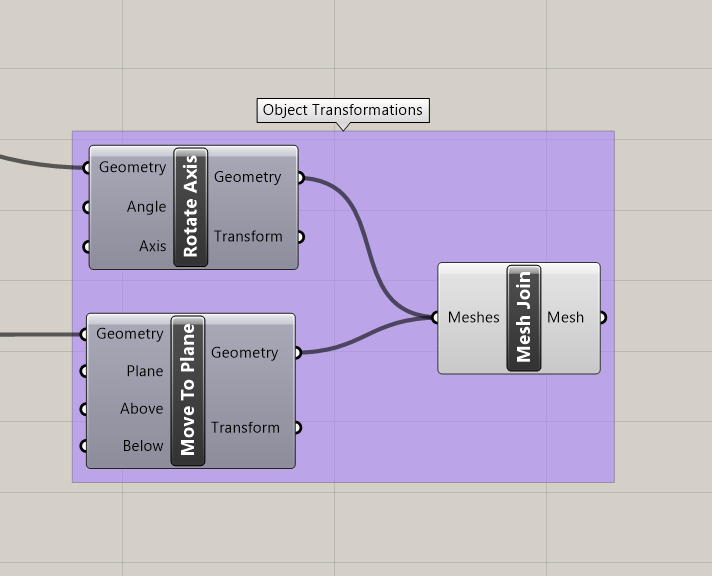 Object Transformations
Geometry
Angle
Axis
Rotate Axis
Geometry
Transform
Geometry
Plane
Above
Below
Move To Plane
Geometry
Transform
Meshes
Mesh Join
Mesh